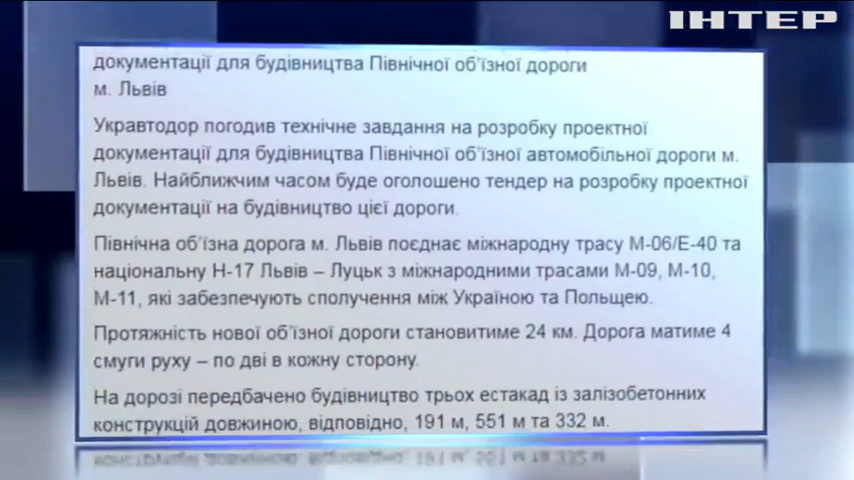 ІНТЕР
документації для будівництва Північної об'їзної дороги
м. Львів
Укравтодор погодив технічне завдання на розробку проектної
документації для будівництва Північної об'їзної автомобільної дороги м.
Львів. Найближчим часом буде оголошено тендер на розробку проектної
документації на будівництво цієї дороги.
Північна об'їзна дорога м. Львів поєднає міжнародну трасу М-06/Е-40 та
національну Н-17 Львів – Луцьк з міжнародними трасами М-09, М-10,
М-11, які забезпечують сполучення між Україною та Польщею.
Протяжність нової об'їзної дороги становитиме 24 км. Дорога матиме 4
смуги руху – по дві в кожну сторону.
На дорозі передбачено будівництво трьох естакад із залізобетонних
конструкцій довжиною, відповідно, 191 м, 551 м та 332 м.